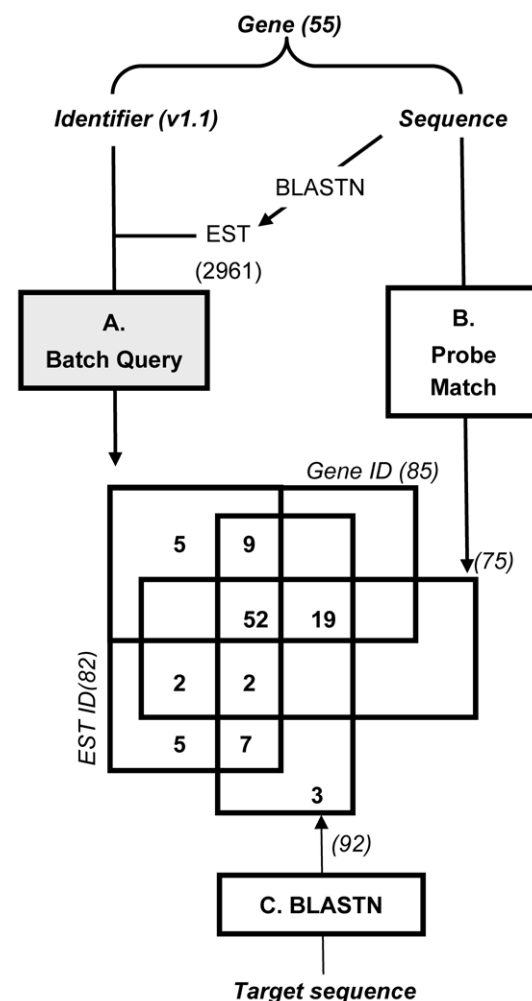 Gene (55)
Identifier (v1.1)
Sequence
BLASTN
EST
(2961)
A.
Batch Query
B.
Probe
Match
Gene ID (85)
(75)
5
9
52
19
EST ID(82)
2
2
5
7
3
(92)
C. BLASTN
Target sequence